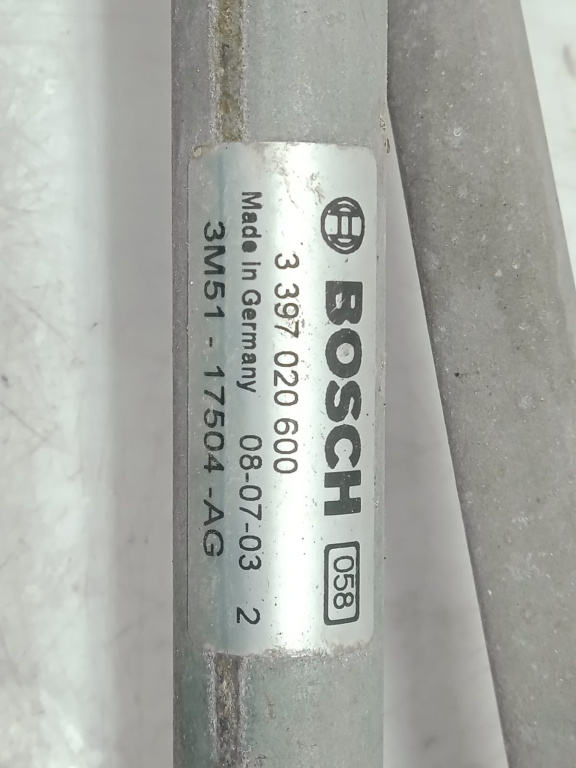 BOSCH 058
3 397 020 600
Made in Germany 08-07-03 2
3M51 - 17504 -AG